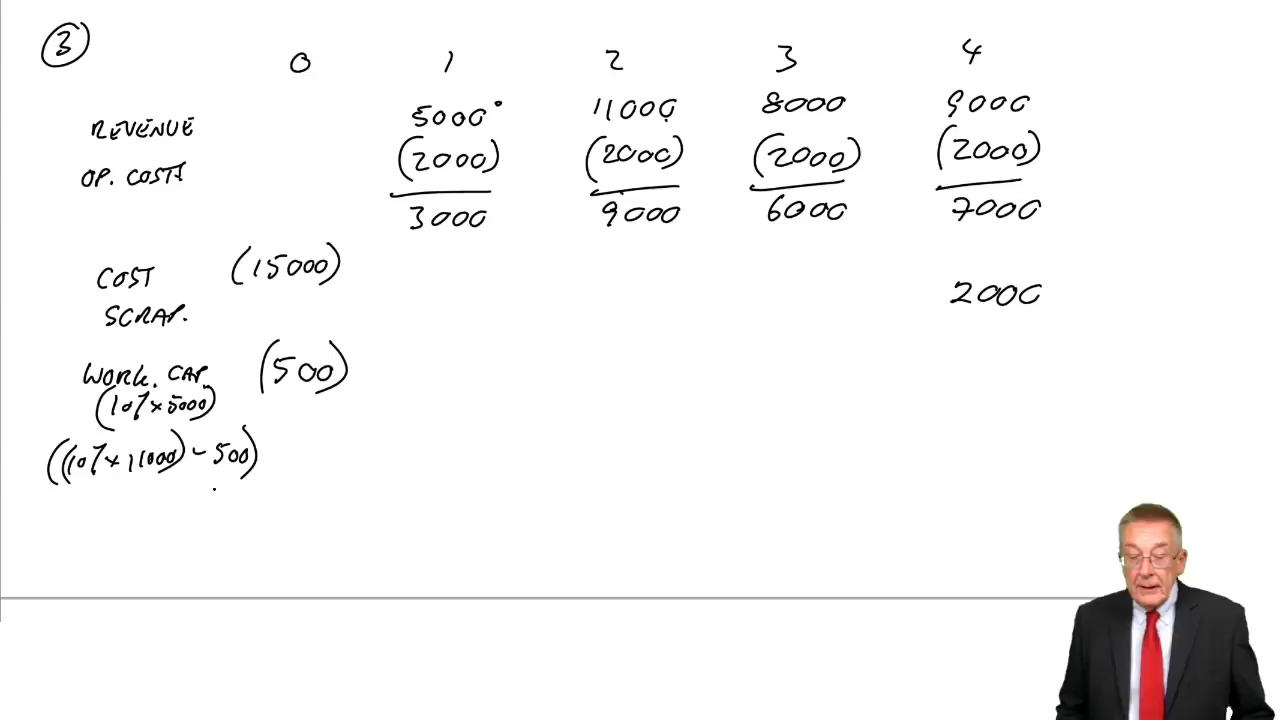 3
0 1 2 3 4
REVENUE 5000 11000 8000 9000
OP. COSTS (2000) (2000) (2000) (2000)
3000 9000 6000 7000
COST (15000)
SCRAP. 2000
WORK. CAP (500)
(10% × 5000)
((10% × 11000) - 500)